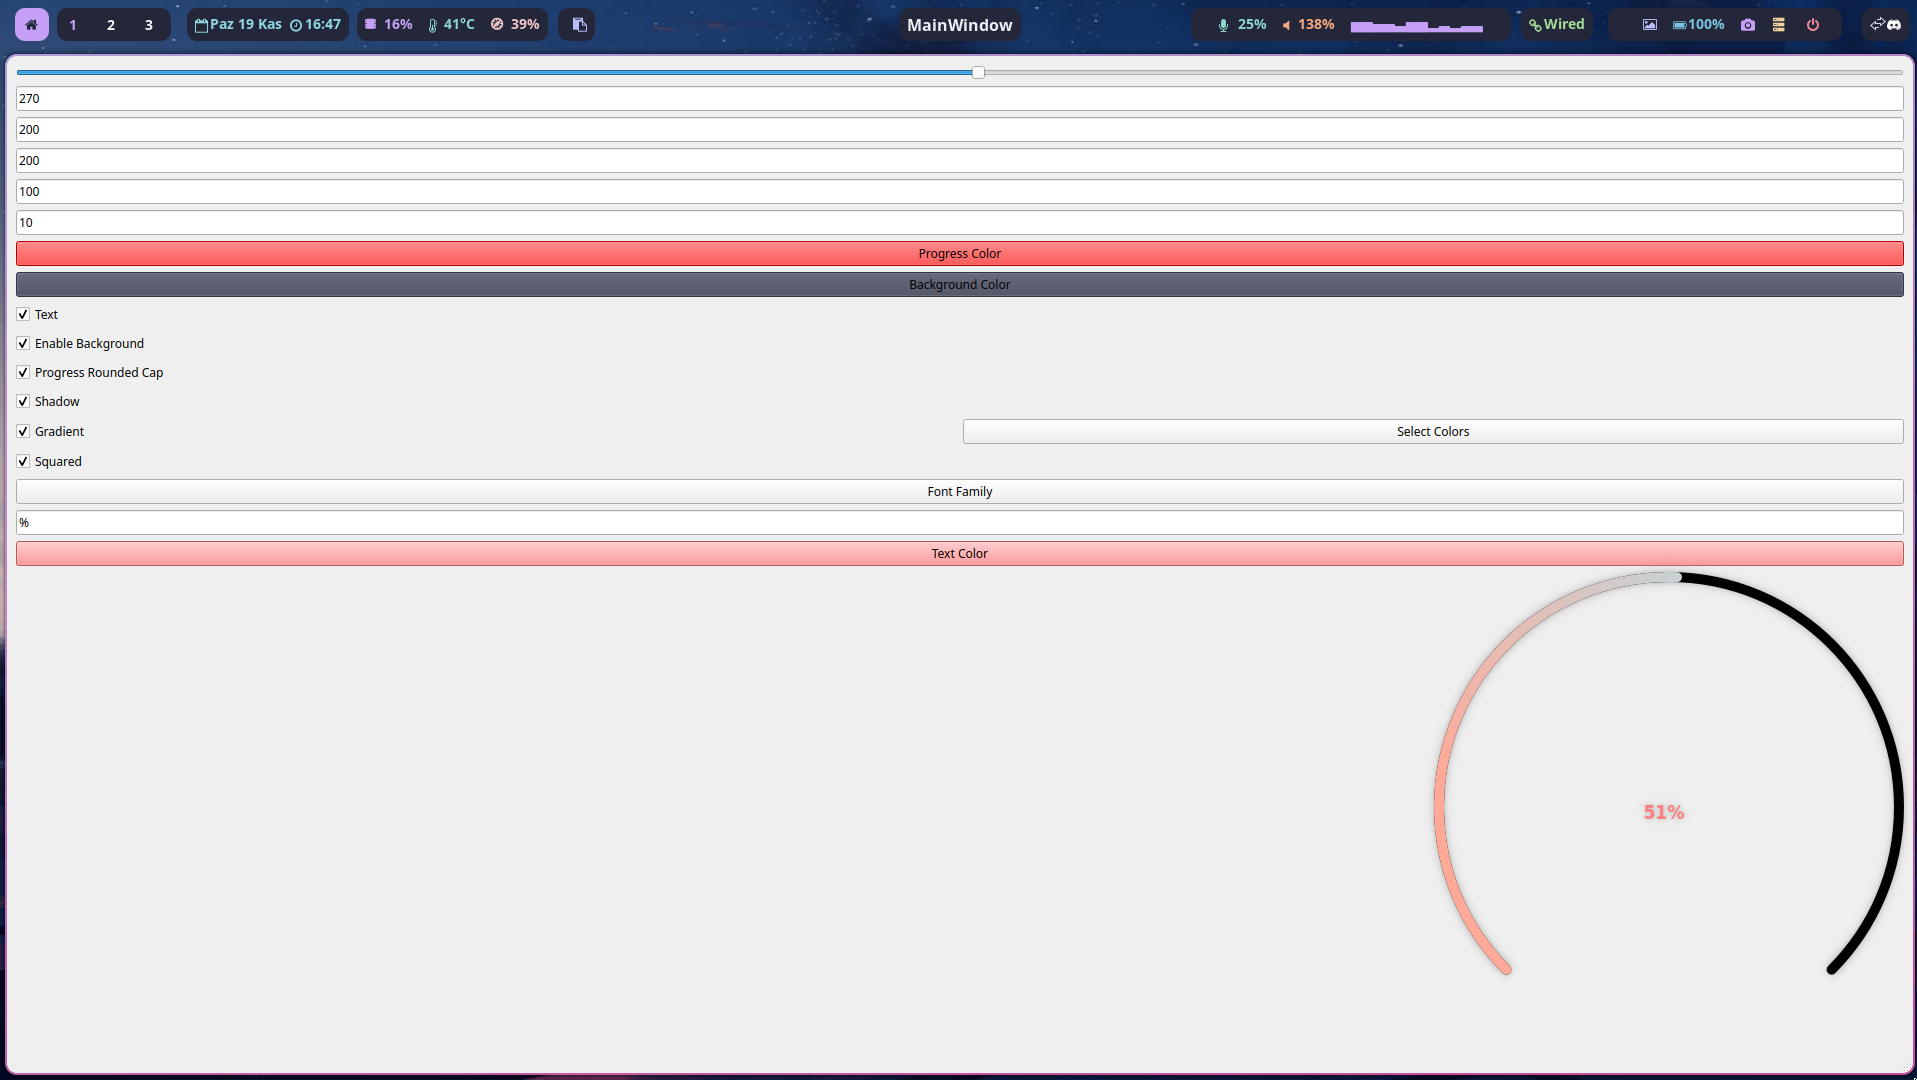 1 2 3 Paz 19 Kas 16:47 16% 41°C 39% MainWindow 25% 138% Wired 100%
270
200
200
100
10
Progress Color
Background Color
Text
Enable Background
Progress Rounded Cap
Shadow
Gradient Select Colors
Squared
Font Family
%
Text Color
51%